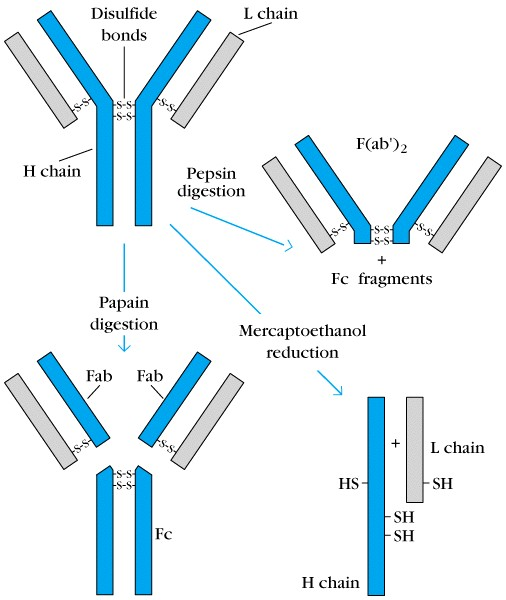 Disulfide
bonds
L chain
-S-S-
-S-S-
-S-S-
-S-S-
H chain
Pepsin
digestion
F(ab')₂
-S-S-
-S-S-
-S-S-
-S-S-
+
Fc fragments
Papain
digestion
Mercaptoethanol
reduction
Fab
Fab
-S-S-
-S-S-
-S-S-
-S-S-
Fc
+
L chain
HS
SH
SH
SH
H chain